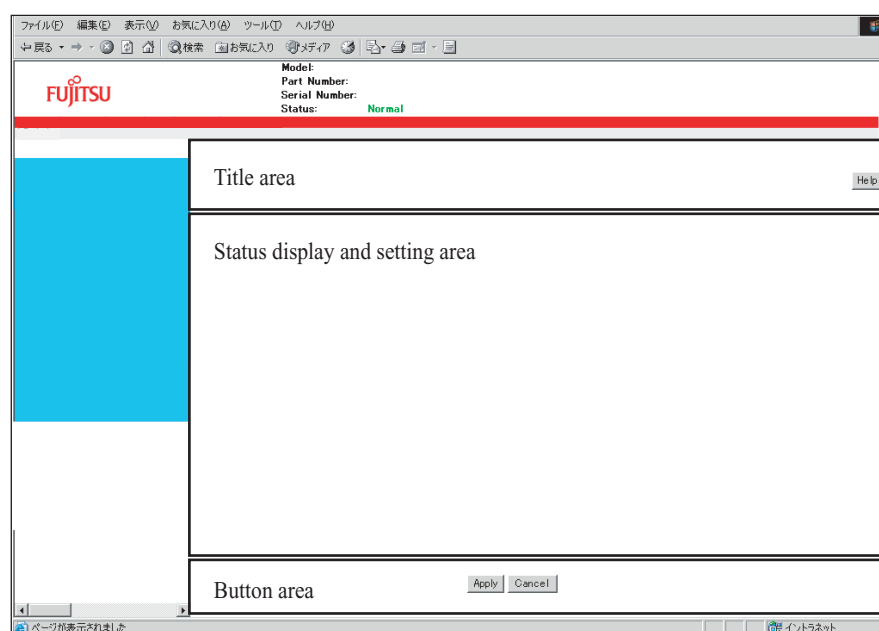 ファイル(F) 編集(E) 表示(V) お気に入り(A) ツール(T) ヘルプ(H)
戻る 検索 お気に入り メディア
FUJITSU
Model:
Part Number:
Serial Number:
Status: Normal
Title area
Help
Status display and setting area
Button area
Apply Cancel
ページが表示されました イントラネット